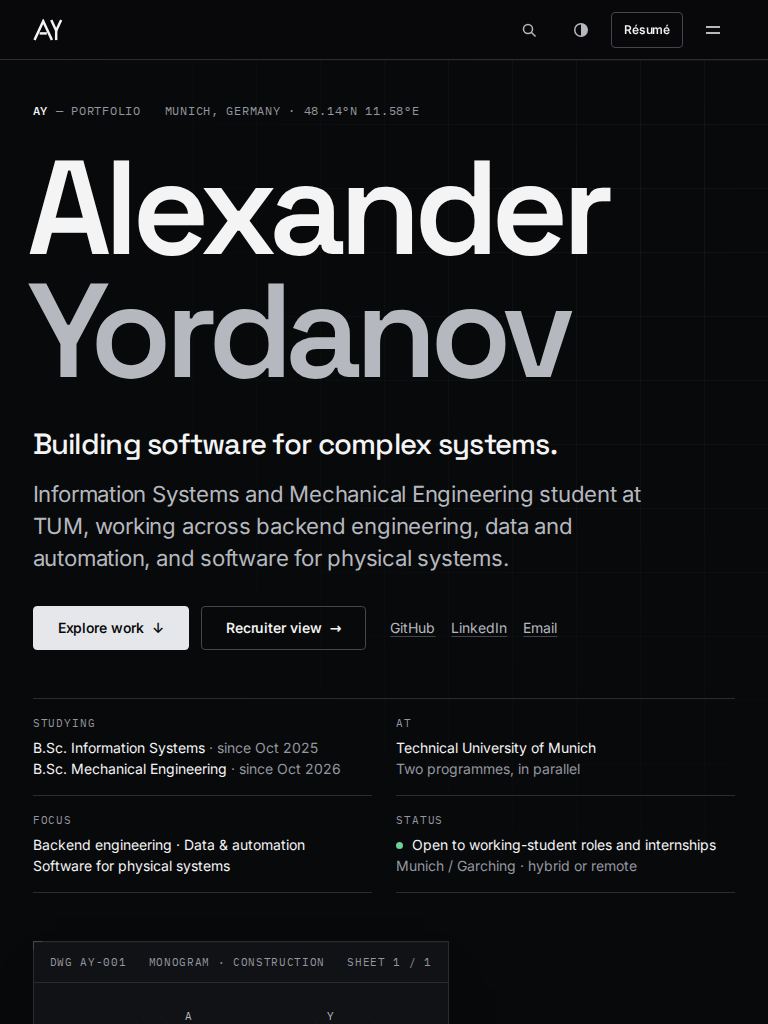 AY
Résumé
AY — PORTFOLIO MUNICH, GERMANY · 48.14°N 11.58°E
Alexander
Yordanov
Building software for complex systems.
Information Systems and Mechanical Engineering student at
TUM, working across backend engineering, data and
automation, and software for physical systems.
Explore work ↓
Recruiter view →
GitHub LinkedIn Email
STUDYING
B.Sc. Information Systems · since Oct 2025
B.Sc. Mechanical Engineering · since Oct 2026
AT
Technical University of Munich
Two programmes, in parallel
FOCUS
Backend engineering · Data & automation
Software for physical systems
STATUS
Open to working-student roles and internships
Munich / Garching · hybrid or remote
DWG AY-001 MONOGRAM · CONSTRUCTION SHEET 1 / 1
A Y